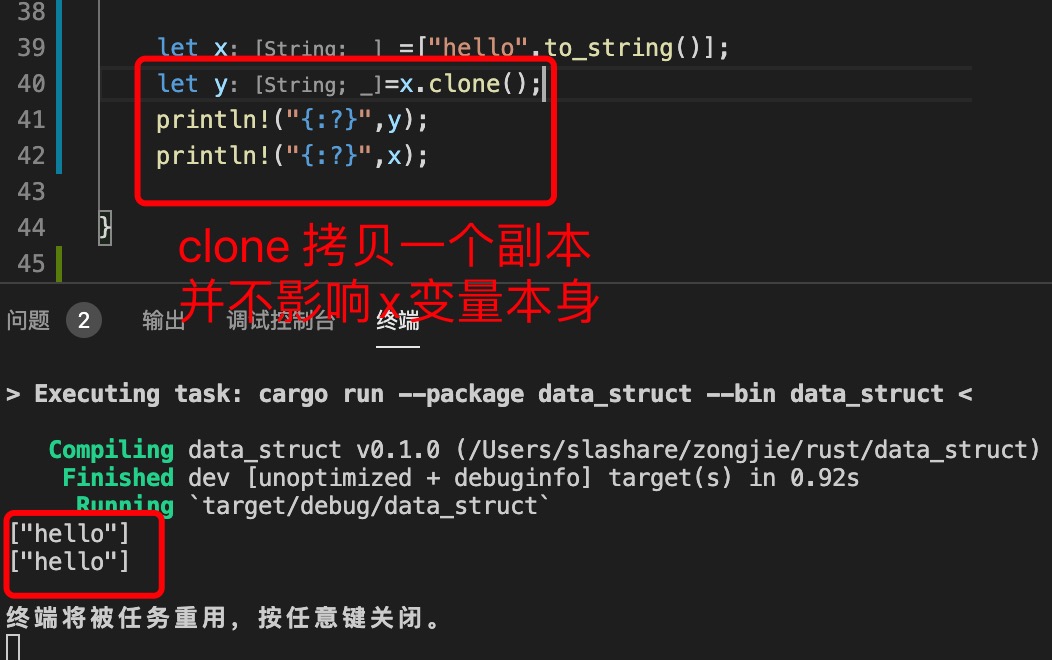 38
39 let x: [String; _] =["hello".to_string()];
40 let y: [String; _]=x.clone();
41 println!("{:?}",y);
42 println!("{:?}",x);
43
44 }
45
clone 拷贝一个副本
并不影响x变量本身
问题 2 输出 调试控制台 终端
> Executing task: cargo run --package data_struct --bin data_struct <
Compiling data_struct v0.1.0 (/Users/slashare/zongjie/rust/data_struct)
Finished dev [unoptimized + debuginfo] target(s) in 0.92s
Running `target/debug/data_struct`
["hello"]
["hello"]
终端将被任务重用，按任意键关闭。